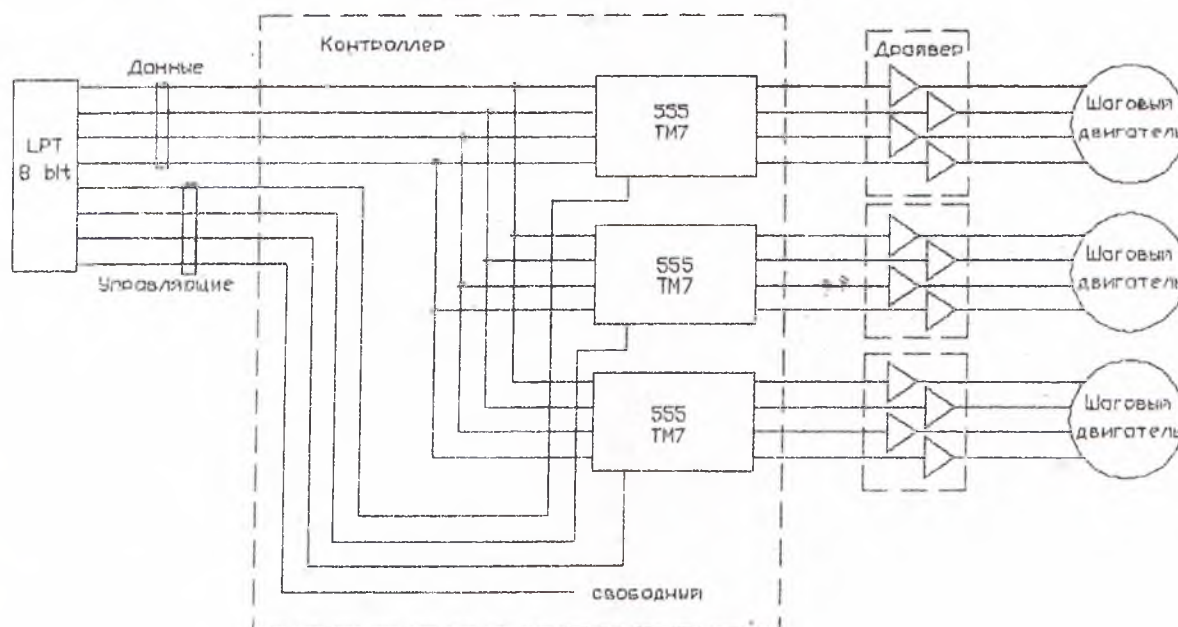 Контроллер
Драйвер
Данные
LPT
8 bit
Управляющие
555
ТМ7
555
ТМ7
555
ТМ7
Шаговый
двигатель
Шаговый
двигатель
Шаговый
двигатель
свободный